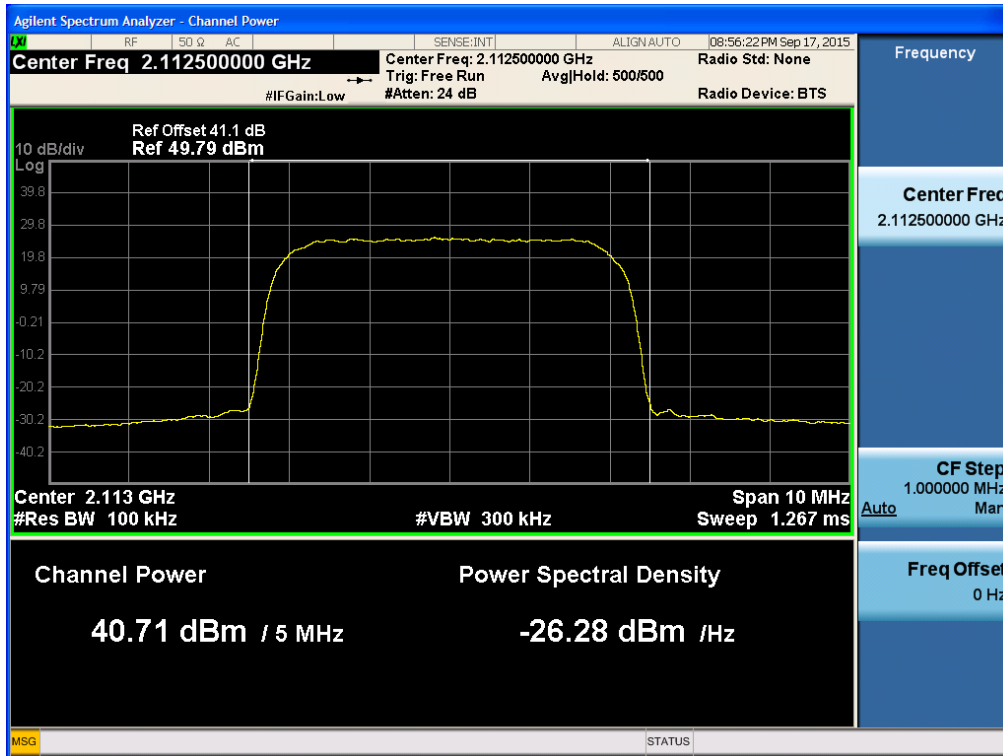 Agilent Spectrum Analyzer - Channel Power
LXI RF 50 Ω AC SENSE:INT ALIGN AUTO 08:56:22 PM Sep 17, 2015
Center Freq 2.112500000 GHz
#IFGain:Low
Center Freq: 2.112500000 GHz
Trig: Free Run Avg|Hold: 500/500
#Atten: 24 dB
Radio Std: None
Radio Device: BTS
Ref Offset 41.1 dB
10 dB/div Ref 49.79 dBm
Log
39.8
29.8
19.8
9.79
-0.21
-10.2
-20.2
-30.2
-40.2
Center 2.113 GHz Span 10 MHz
#Res BW 100 kHz #VBW 300 kHz Sweep 1.267 ms
Channel Power Power Spectral Density
40.71 dBm / 5 MHz -26.28 dBm /Hz
MSG STATUS
Frequency
Center Freq
2.112500000 GHz
CF Step
1.000000 MHz
Auto Man
Freq Offset
0 Hz